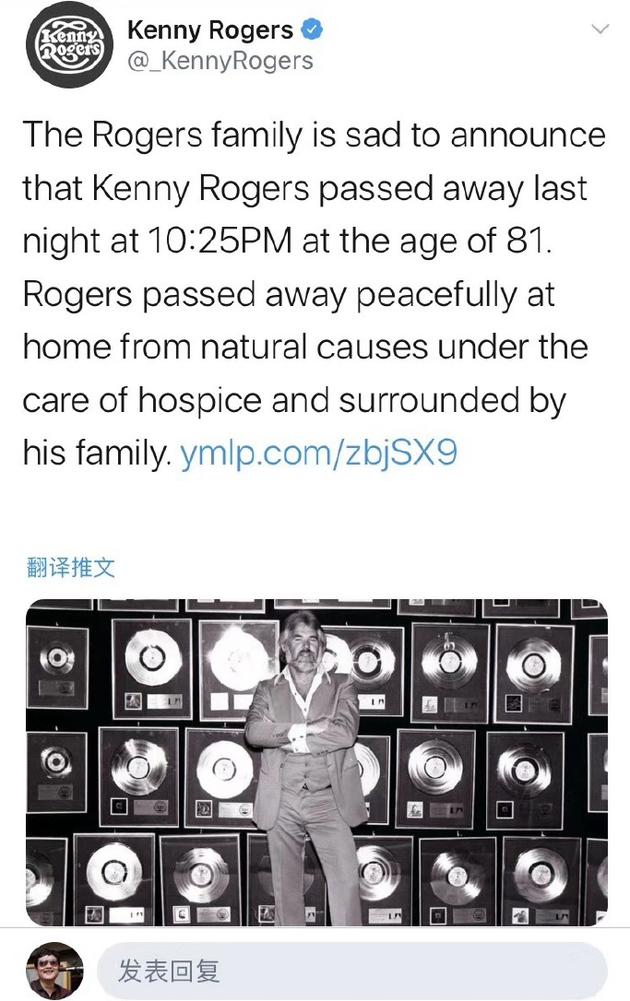 Kenny Rogers
Kenny Rogers
@_KennyRogers
The Rogers family is sad to announce
that Kenny Rogers passed away last
night at 10:25PM at the age of 81.
Rogers passed away peacefully at
home from natural causes under the
care of hospice and surrounded by
his family. ymlp.com/zbjSX9
翻译推文
发表回复